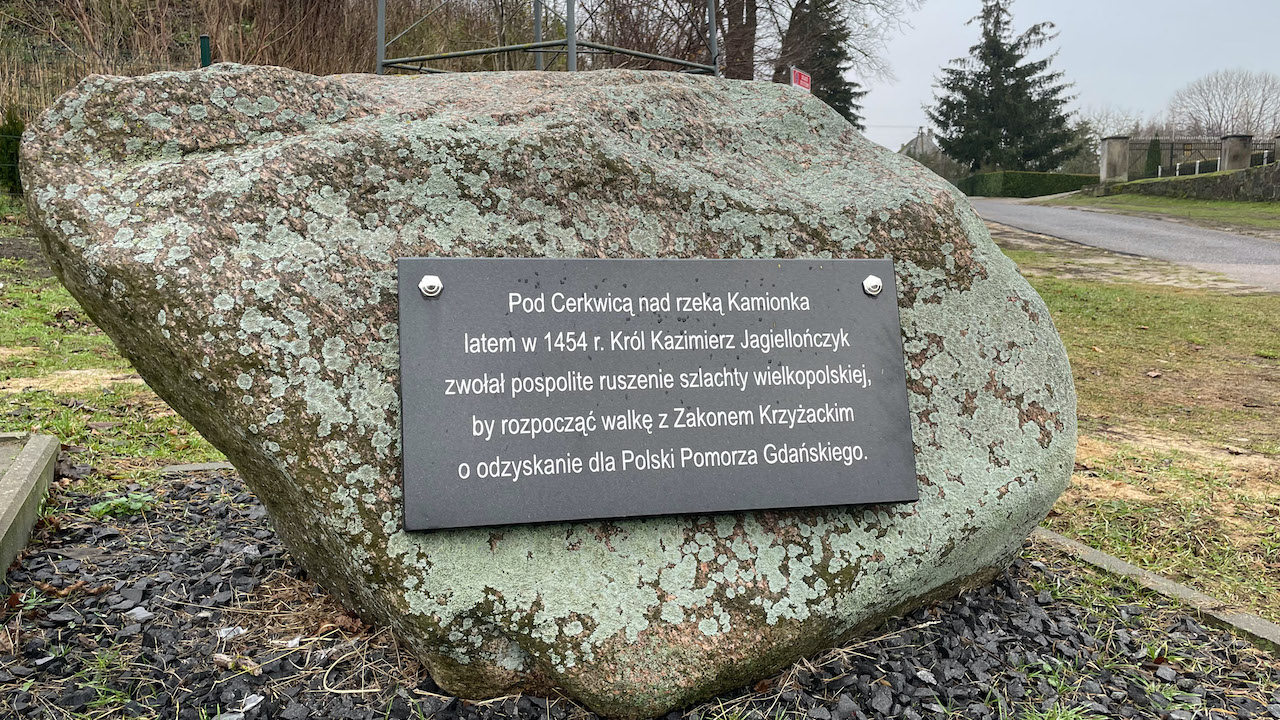 Pod Cerkwicą nad rzeką Kamionka
latem w 1454 r. Król Kazimierz Jagiellończyk
zwołał pospolite ruszenie szlachty wielkopolskiej,
by rozpocząć walkę z Zakonem Krzyżackim
o odzyskanie dla Polski Pomorza Gdańskiego.